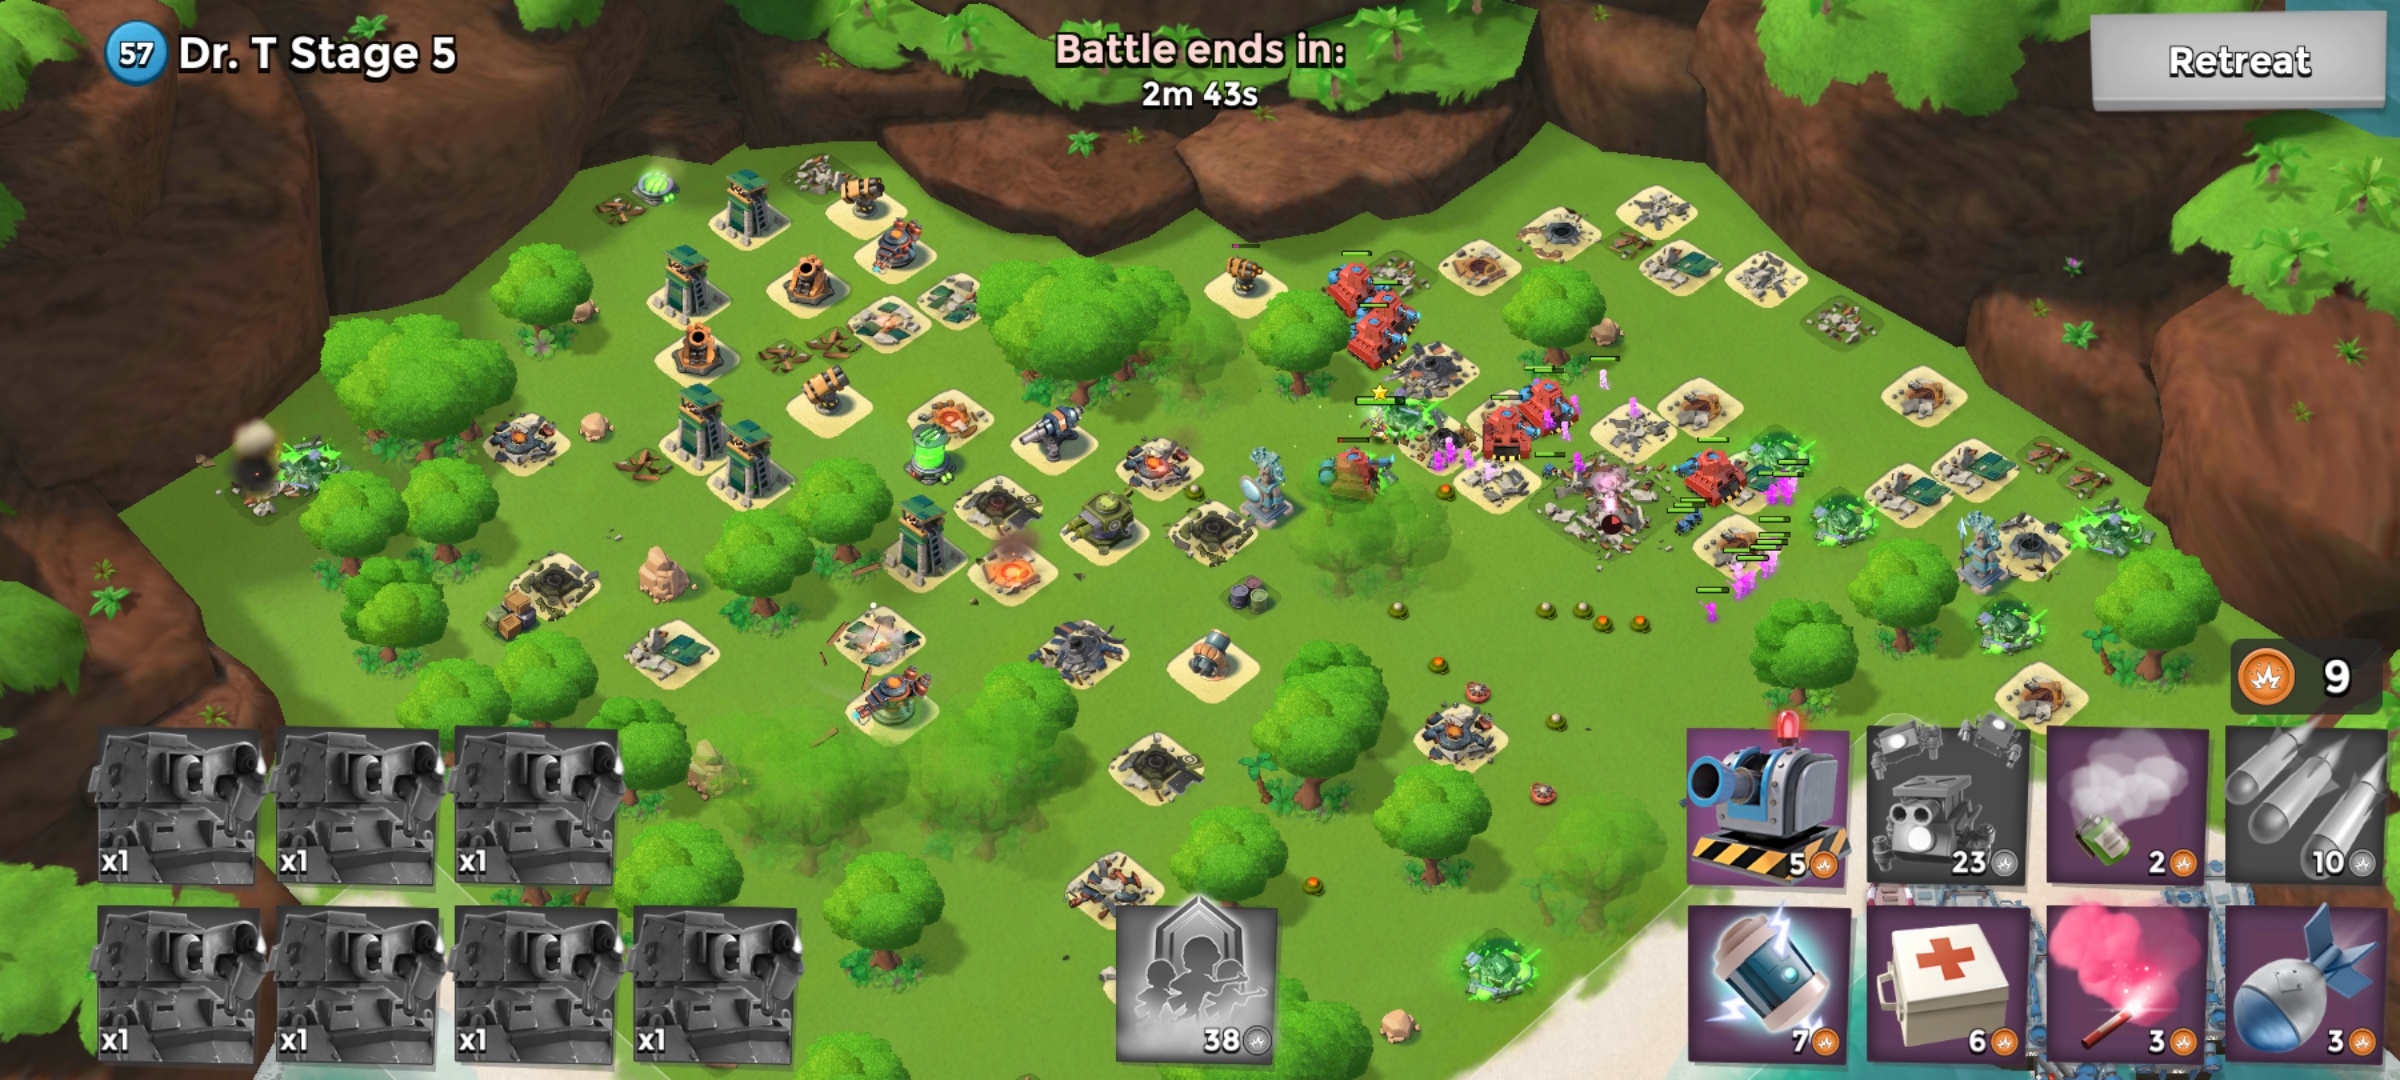 57 Dr. T Stage 5
Battle ends in:
2m 43s
Retreat
9
x1
x1
x1
5
23
2
10
x1
x1
x1
x1
38
7
6
3
3